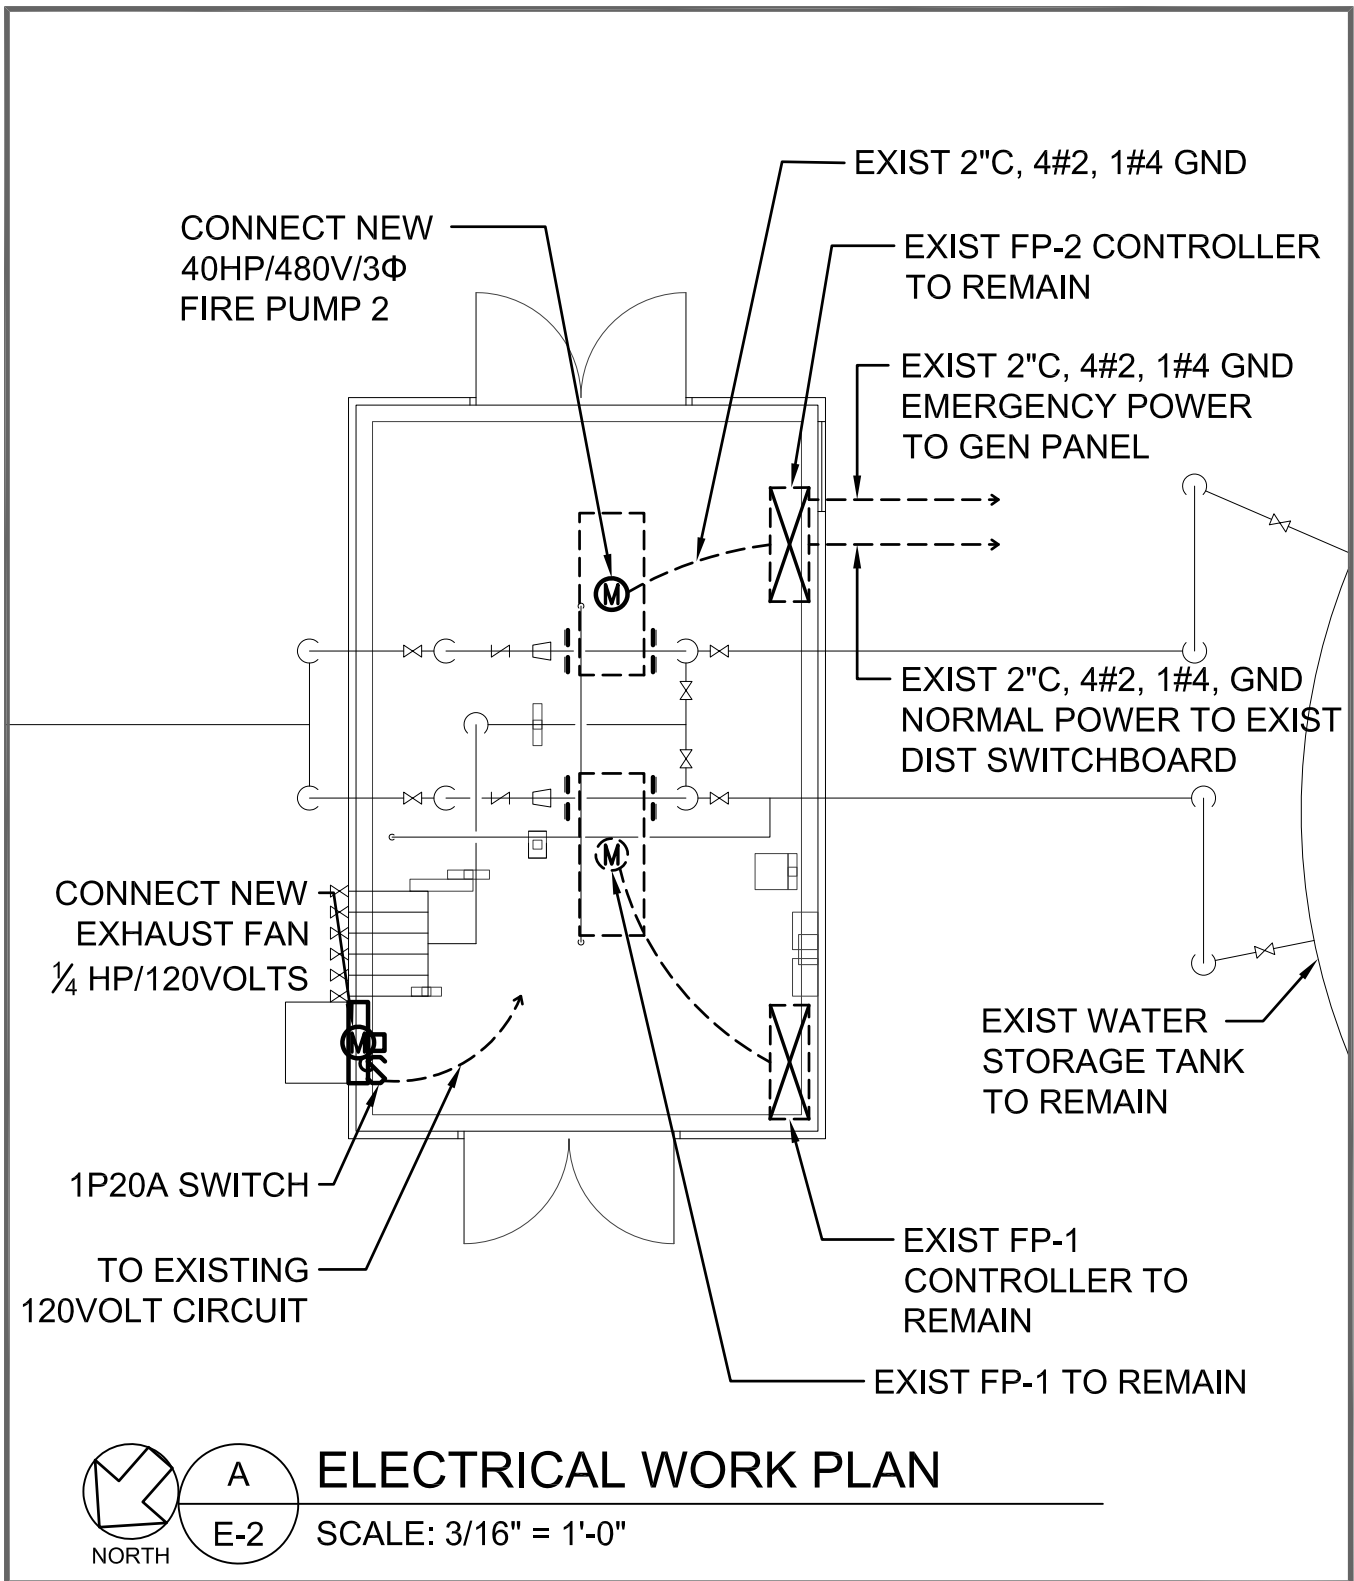 EXIST 2"C, 4#2, 1#4 GND
CONNECT NEW
40HP/480V/3Φ
FIRE PUMP 2
EXIST FP-2 CONTROLLER
TO REMAIN
EXIST 2"C, 4#2, 1#4 GND
EMERGENCY POWER
TO GEN PANEL
M
EXIST 2"C, 4#2, 1#4, GND
NORMAL POWER TO EXIST
DIST SWITCHBOARD
M
CONNECT NEW
EXHAUST FAN
¼ HP/120VOLTS
M
EXIST WATER
STORAGE TANK
TO REMAIN
1P20A SWITCH
TO EXISTING
120VOLT CIRCUIT
EXIST FP-1
CONTROLLER TO
REMAIN
EXIST FP-1 TO REMAIN
NORTH
A
E-2
ELECTRICAL WORK PLAN
SCALE: 3/16" = 1'-0"